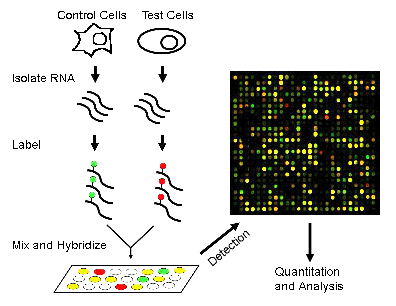 Control Cells Test Cells
Isolate RNA
Label
Mix and Hybridize
Detection
Quantitation
and Analysis